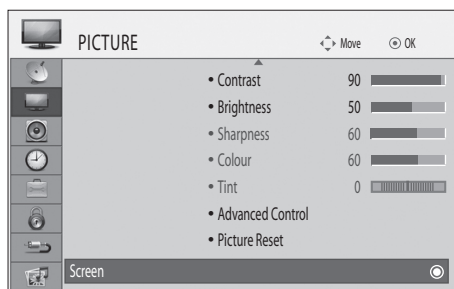 PICTURE Move OK
• Contrast 90
• Brightness 50
• Sharpness 60
• Colour 60
• Tint 0
• Advanced Control
• Picture Reset
Screen